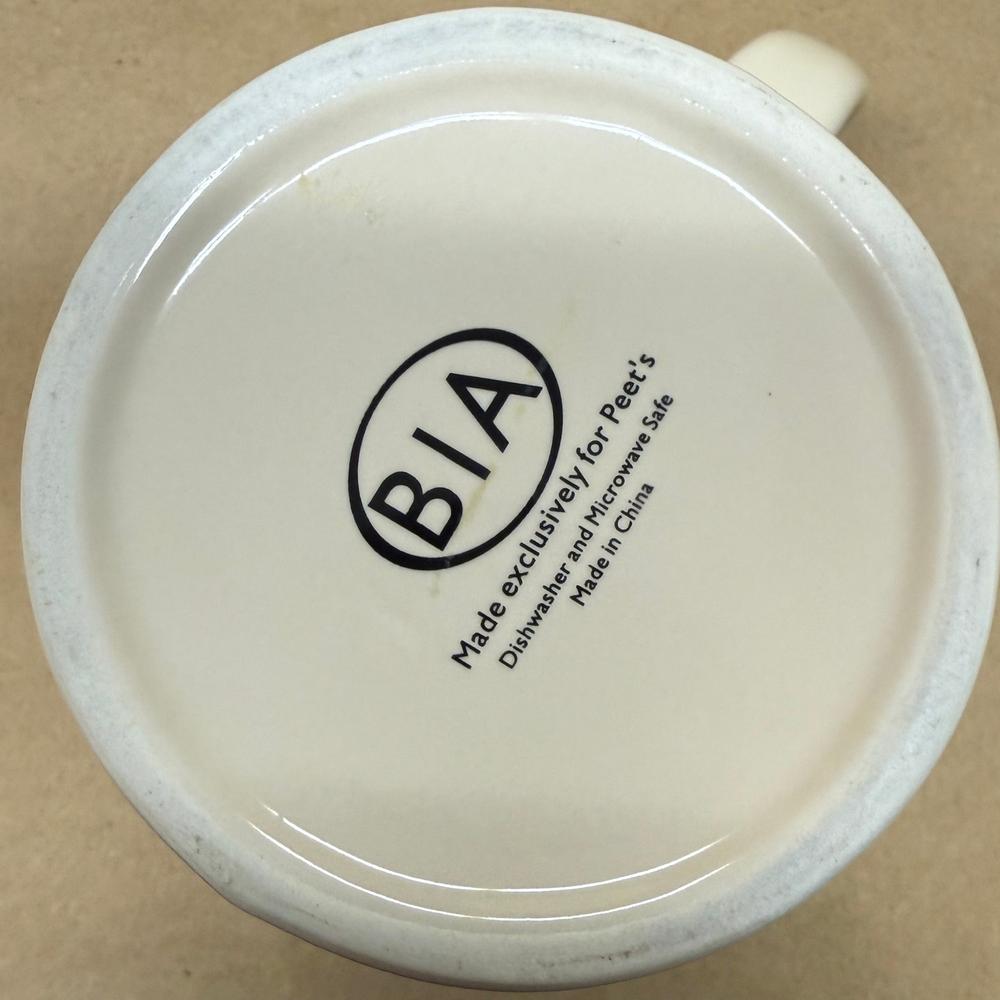 BIA
Made exclusively for Peet's
Dishwasher and Microwave Safe
Made in China